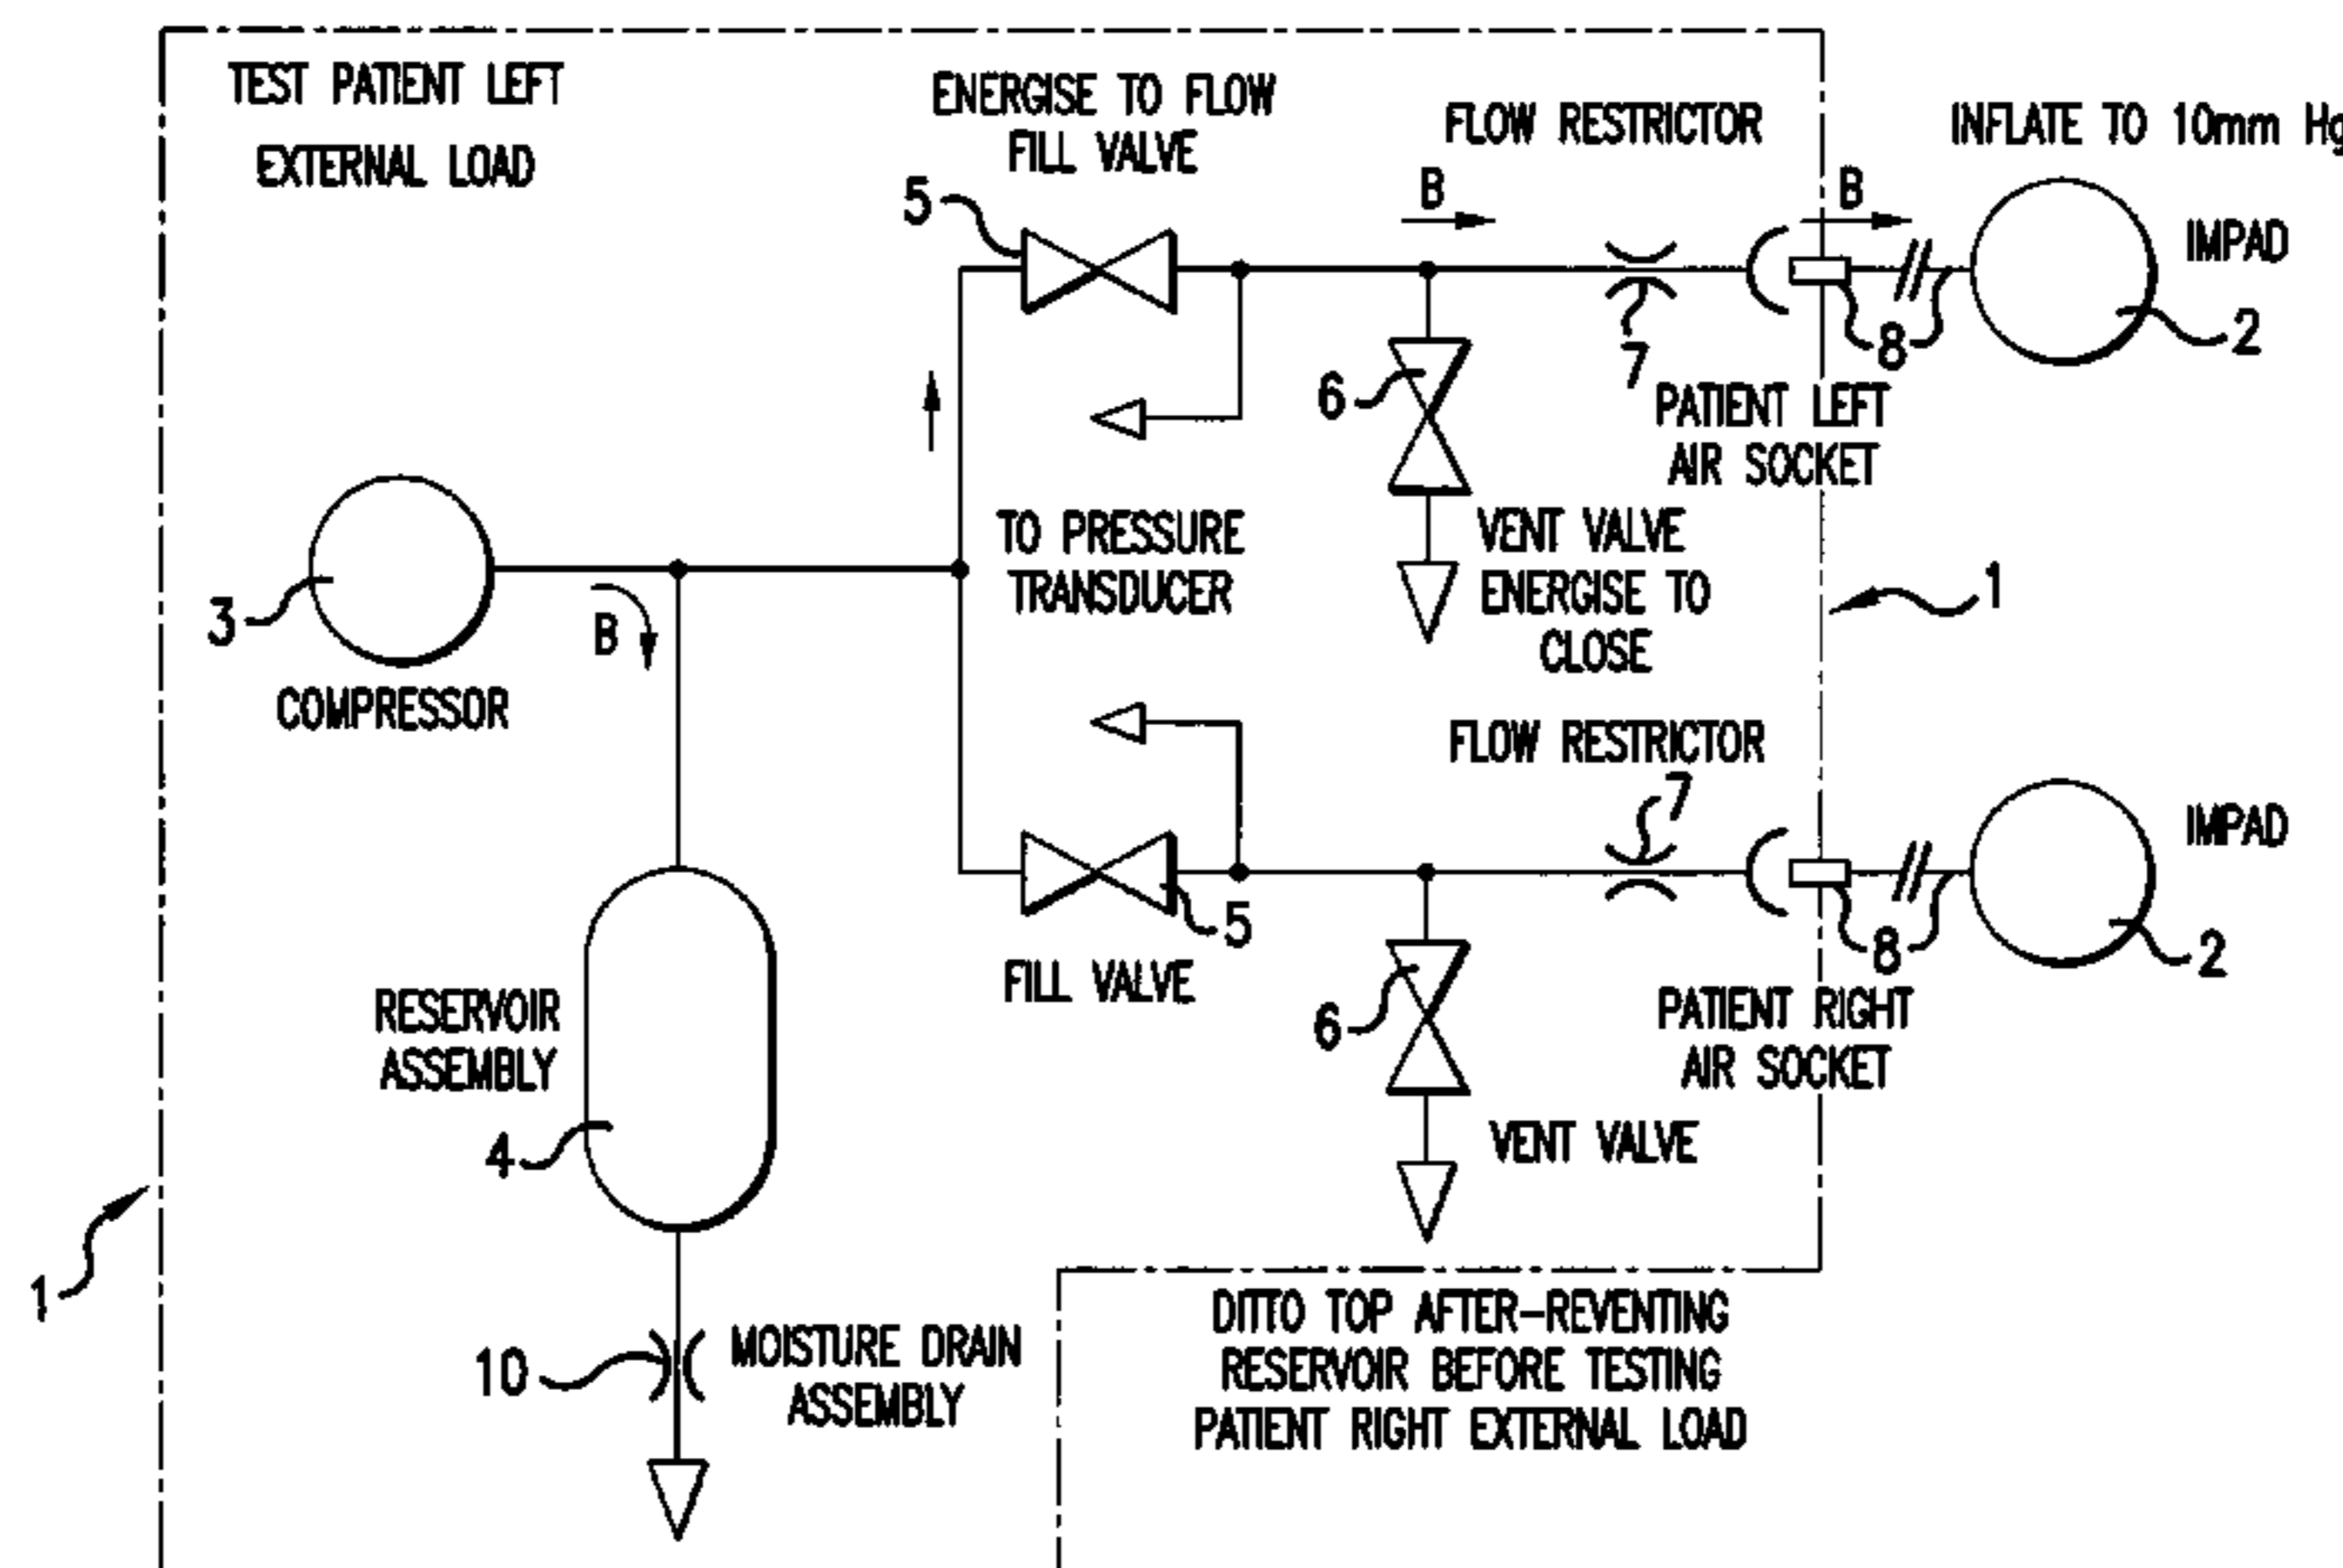 TEST PATIENT LEFT
EXTERNAL LOAD
ENERGISE TO FLOW
FILL VALVE
5
B
FLOW RESTRICTOR
7
B
INFLATE TO 10mm Hg
IMPAD
2
8
PATIENT LEFT
AIR SOCKET
6
VENT VALVE
ENERGISE TO
CLOSE
1
TO PRESSURE
TRANSDUCER
3
B
COMPRESSOR
FLOW RESTRICTOR
7
IMPAD
2
8
PATIENT RIGHT
AIR SOCKET
5
FILL VALVE
6
VENT VALVE
RESERVOIR
ASSEMBLY
4
1
10
MOISTURE DRAIN
ASSEMBLY
DITTO TOP AFTER-REVENTING
RESERVOIR BEFORE TESTING
PATIENT RIGHT EXTERNAL LOAD